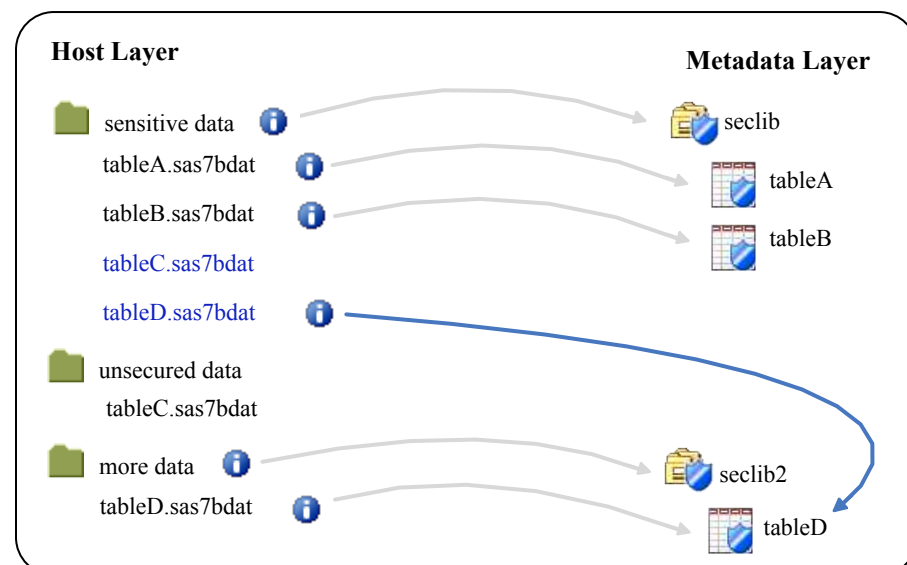 Host Layer
Metadata Layer
sensitive data
seclib
tableA.sas7bdat
tableA
tableB.sas7bdat
tableB
tableC.sas7bdat
tableD.sas7bdat
unsecured data
tableC.sas7bdat
more data
seclib2
tableD.sas7bdat
tableD